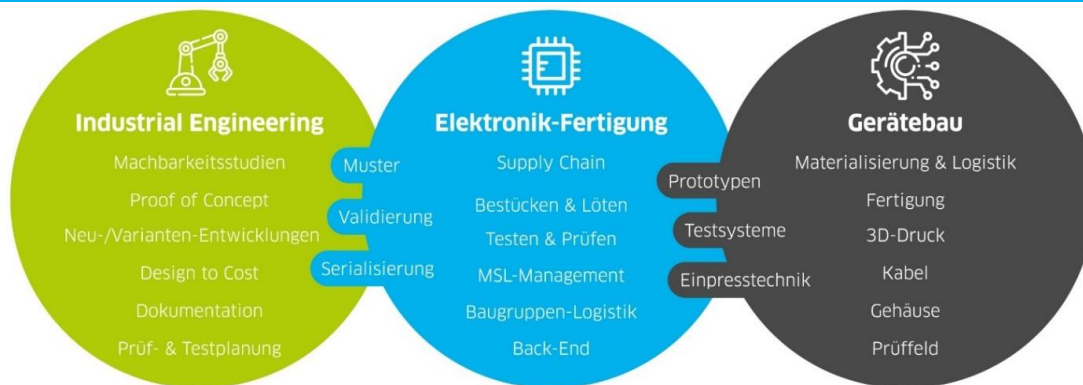 Industrial Engineering
Machbarkeitsstudien
Proof of Concept
Neu-/Varianten-Entwicklungen
Design to Cost
Dokumentation
Prüf- & Testplanung
Muster
Validierung
Serialisierung
Elektronik-Fertigung
Supply Chain
Bestücken & Löten
Testen & Prüfen
MSL-Management
Baugruppen-Logistik
Back-End
Prototypen
Testsysteme
Einpresstechnik
Gerätebau
Materialisierung & Logistik
Fertigung
3D-Druck
Kabel
Gehäuse
Prüffeld